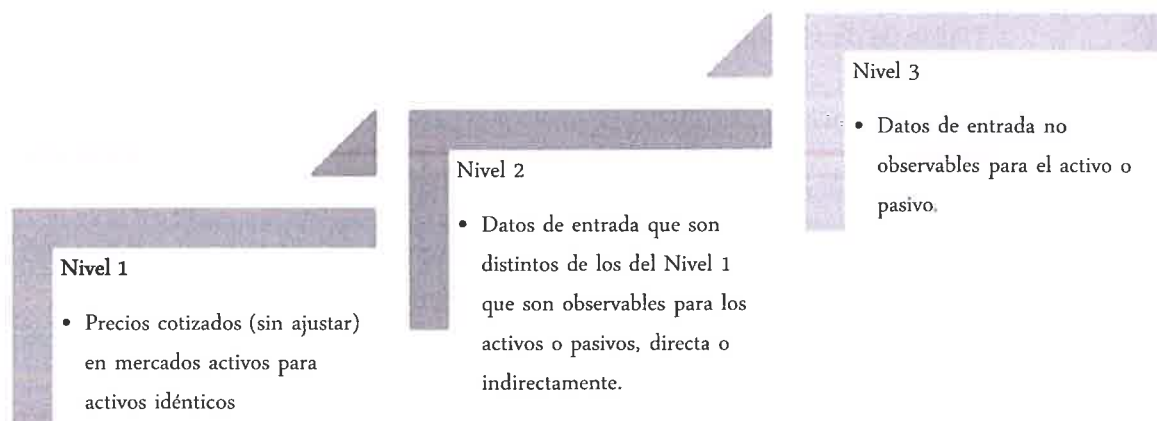 Nivel 1
• Precios cotizados (sin ajustar)
en mercados activos para
activos idénticos
Nivel 2
• Datos de entrada que son
distintos de los del Nivel 1
que son observables para los
activos o pasivos, directa o
indirectamente.
Nivel 3
• Datos de entrada no
observables para el activo o
pasivo.